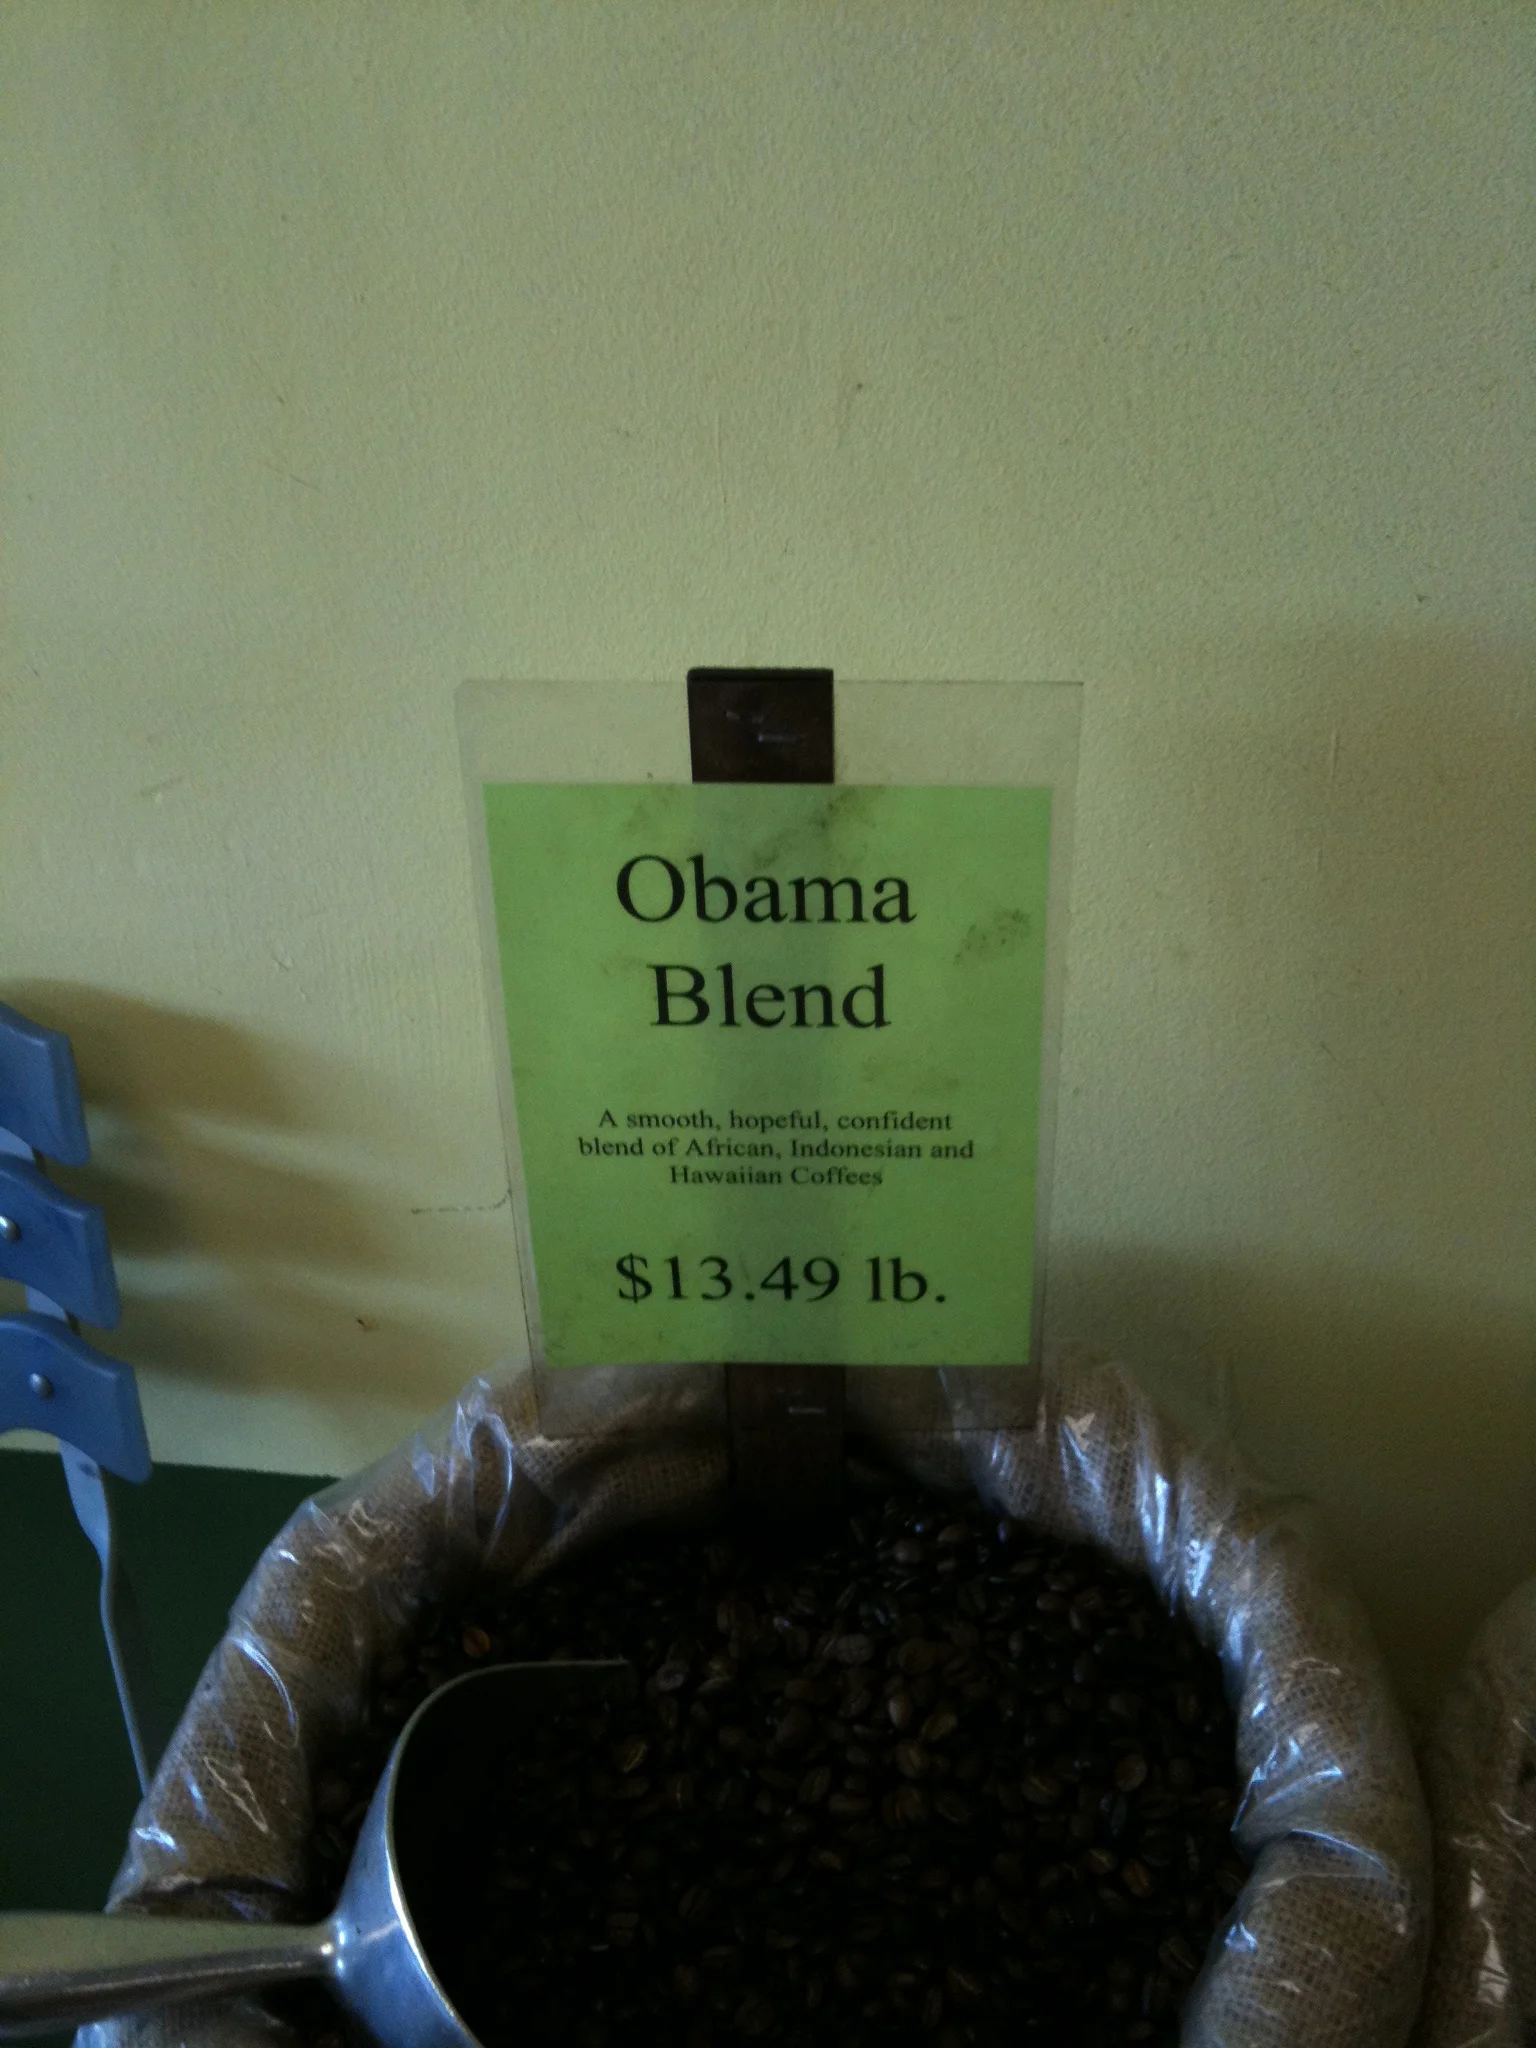 Obama
Blend
A smooth, hopeful, confident
blend of African, Indonesian and
Hawaiian Coffees
$13.49 lb.